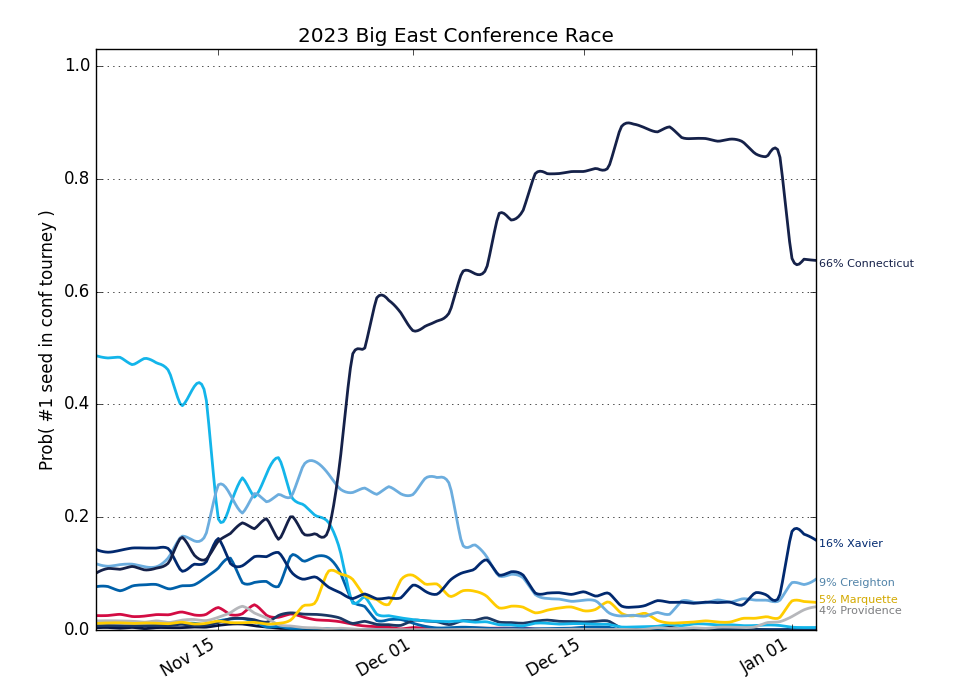 2023 Big East Conference Race
Prob( #1 seed in conf tourney )
1.0
0.8
0.6
0.4
0.2
0.0
66% Connecticut
16% Xavier
9% Creighton
5% Marquette
4% Providence
Nov 15
Dec 01
Dec 15
Jan 01